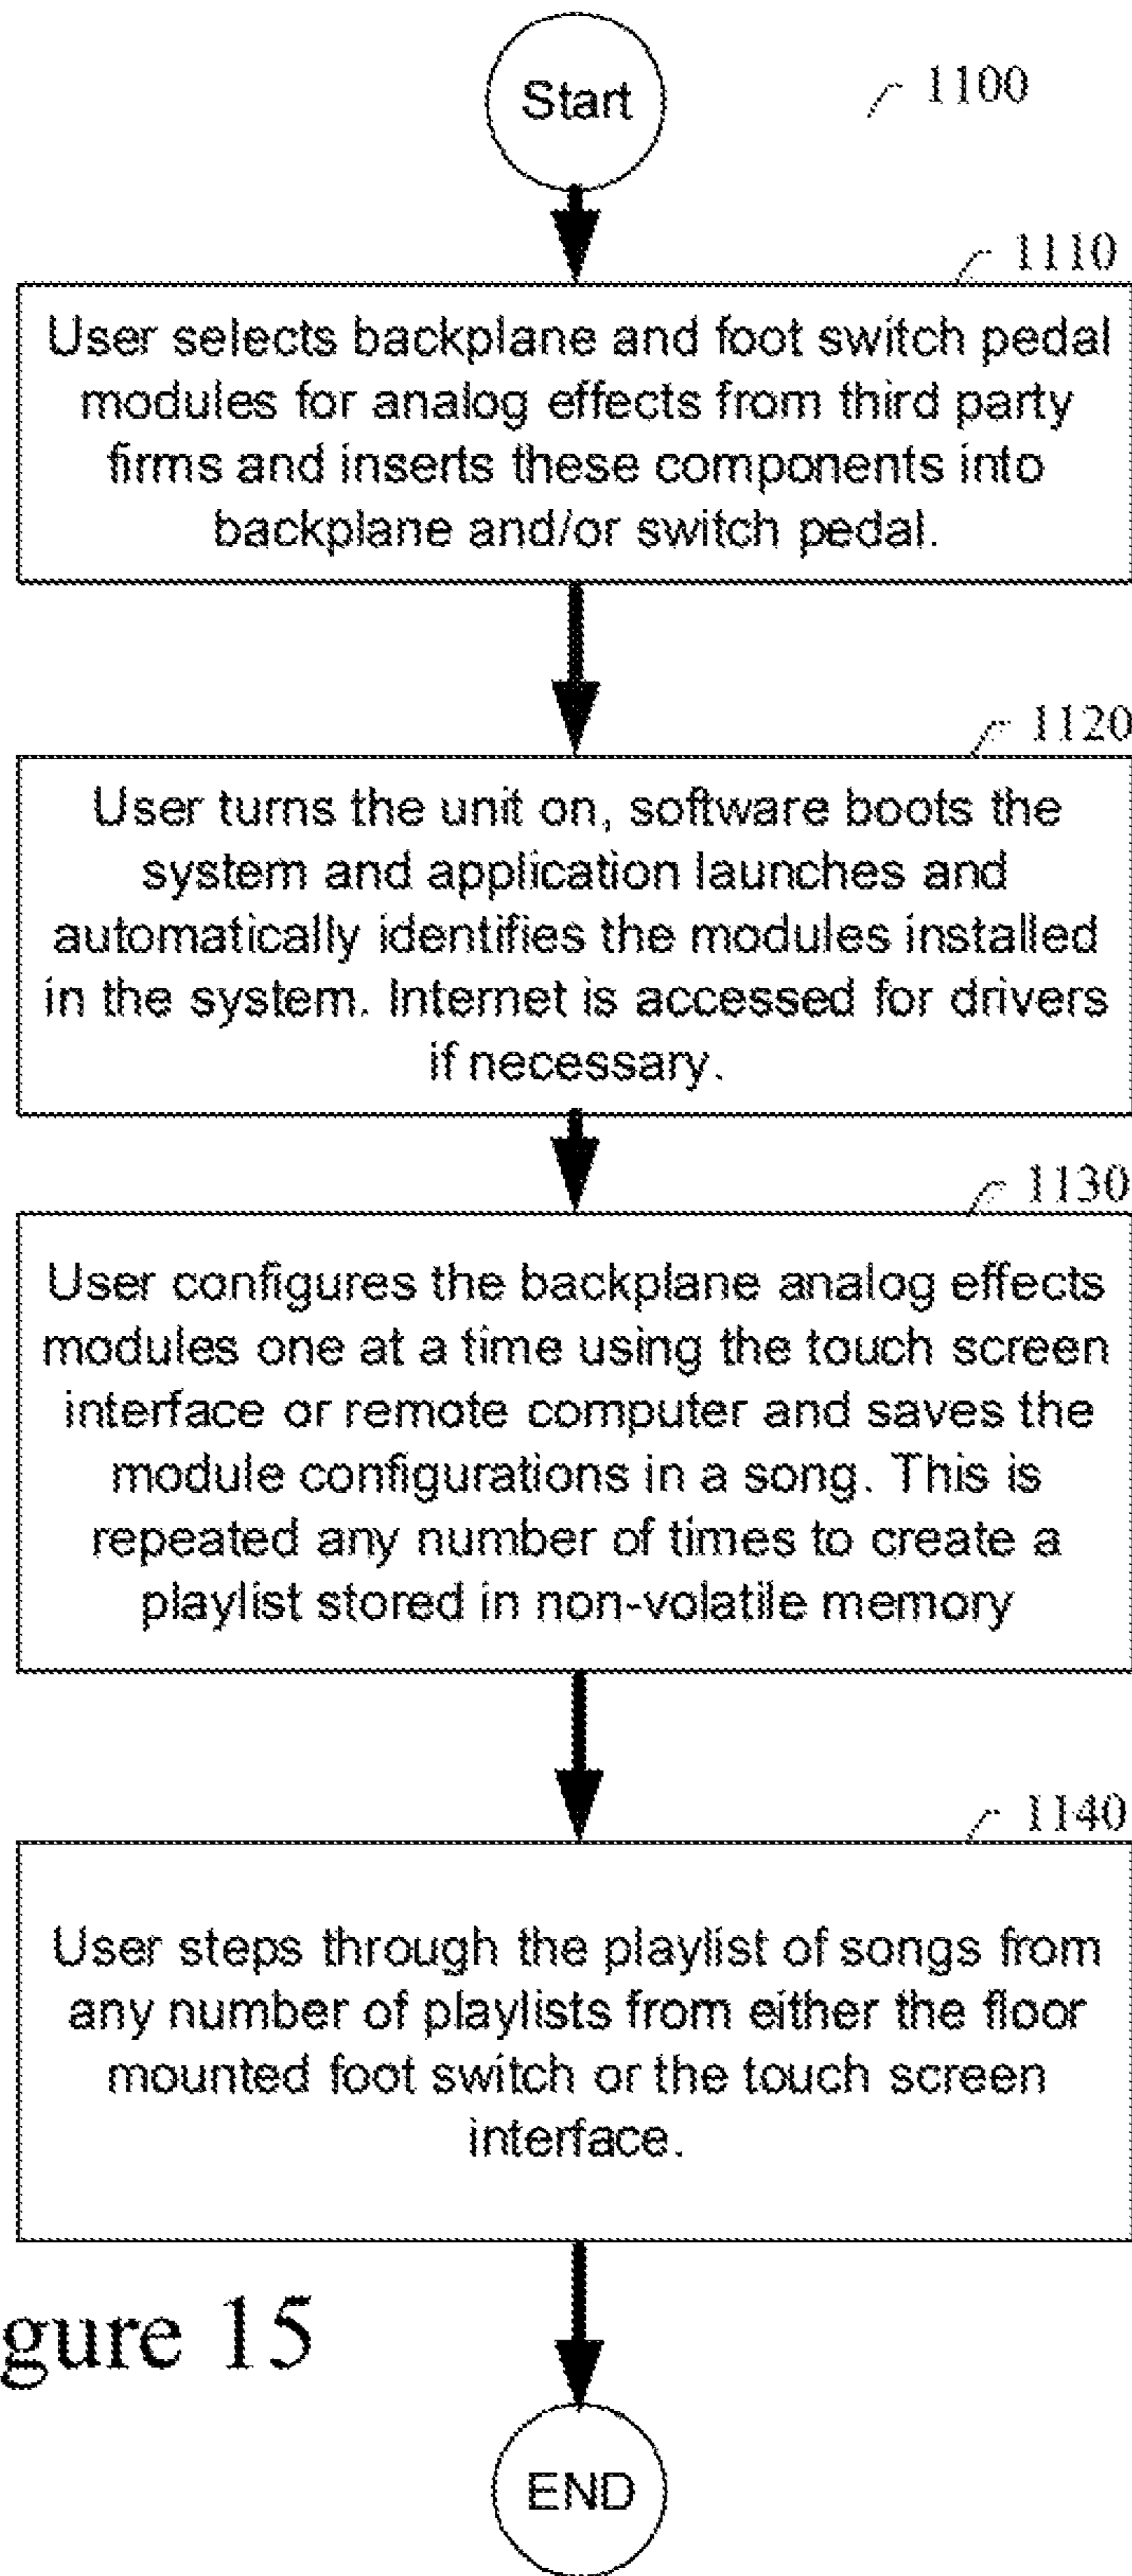 Start
1100
1110
User selects backplane and foot switch pedal
modules for analog effects from third party
firms and inserts these components into
backplane and/or switch pedal.
1120
User turns the unit on, software boots the
system and application launches and
automatically identifies the modules installed
in the system. Internet is accessed for drivers
if necessary.
1130
User configures the backplane analog effects
modules one at a time using the touch screen
interface or remote computer and saves the
module configurations in a song. This is
repeated any number of times to create a
playlist stored in non-volatile memory
1140
User steps through the playlist of songs from
any number of playlists from either the floor
mounted foot switch or the touch screen
interface.
gure 15
END